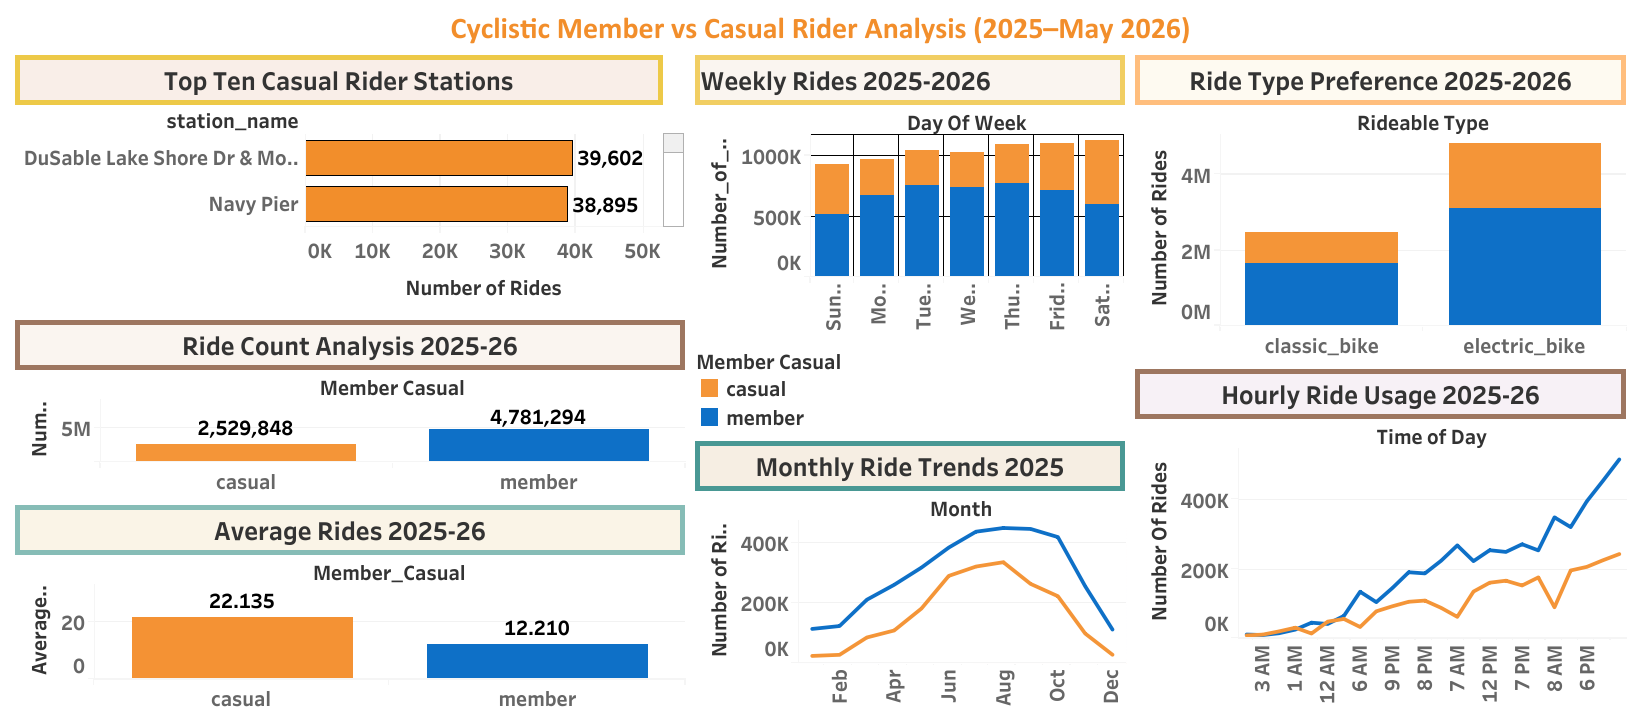 Cyclistic Member vs Casual Rider Analysis (2025–May 2026)
Top Ten Casual Rider Stations
station_name
DuSable Lake Shore Dr & Mo..
39,602
Navy Pier
38,895
0K 10K 20K 30K 40K 50K
Number of Rides
Ride Count Analysis 2025-26
Member Casual
Num..
5M
2,529,848
4,781,294
casual
member
Average Rides 2025-26
Member_Casual
Average..
20
0
22.135
12.210
casual
member
Weekly Rides 2025-2026
Day Of Week
Number_of_..
1000K
500K
0K
Sun..
Mo..
Tue..
We..
Thu..
Frid..
Sat..
Member Casual
casual
member
Monthly Ride Trends 2025
Month
Number of Ri..
400K
200K
0K
Feb
Apr
Jun
Aug
Oct
Dec
Ride Type Preference 2025-2026
Rideable Type
Number of Rides
4M
2M
0M
classic_bike
electric_bike
Hourly Ride Usage 2025-26
Time of Day
Number Of Rides
400K
200K
0K
3 AM
1 AM
12 AM
6 AM
9 PM
8 PM
7 AM
12 PM
7 PM
8 AM
6 PM